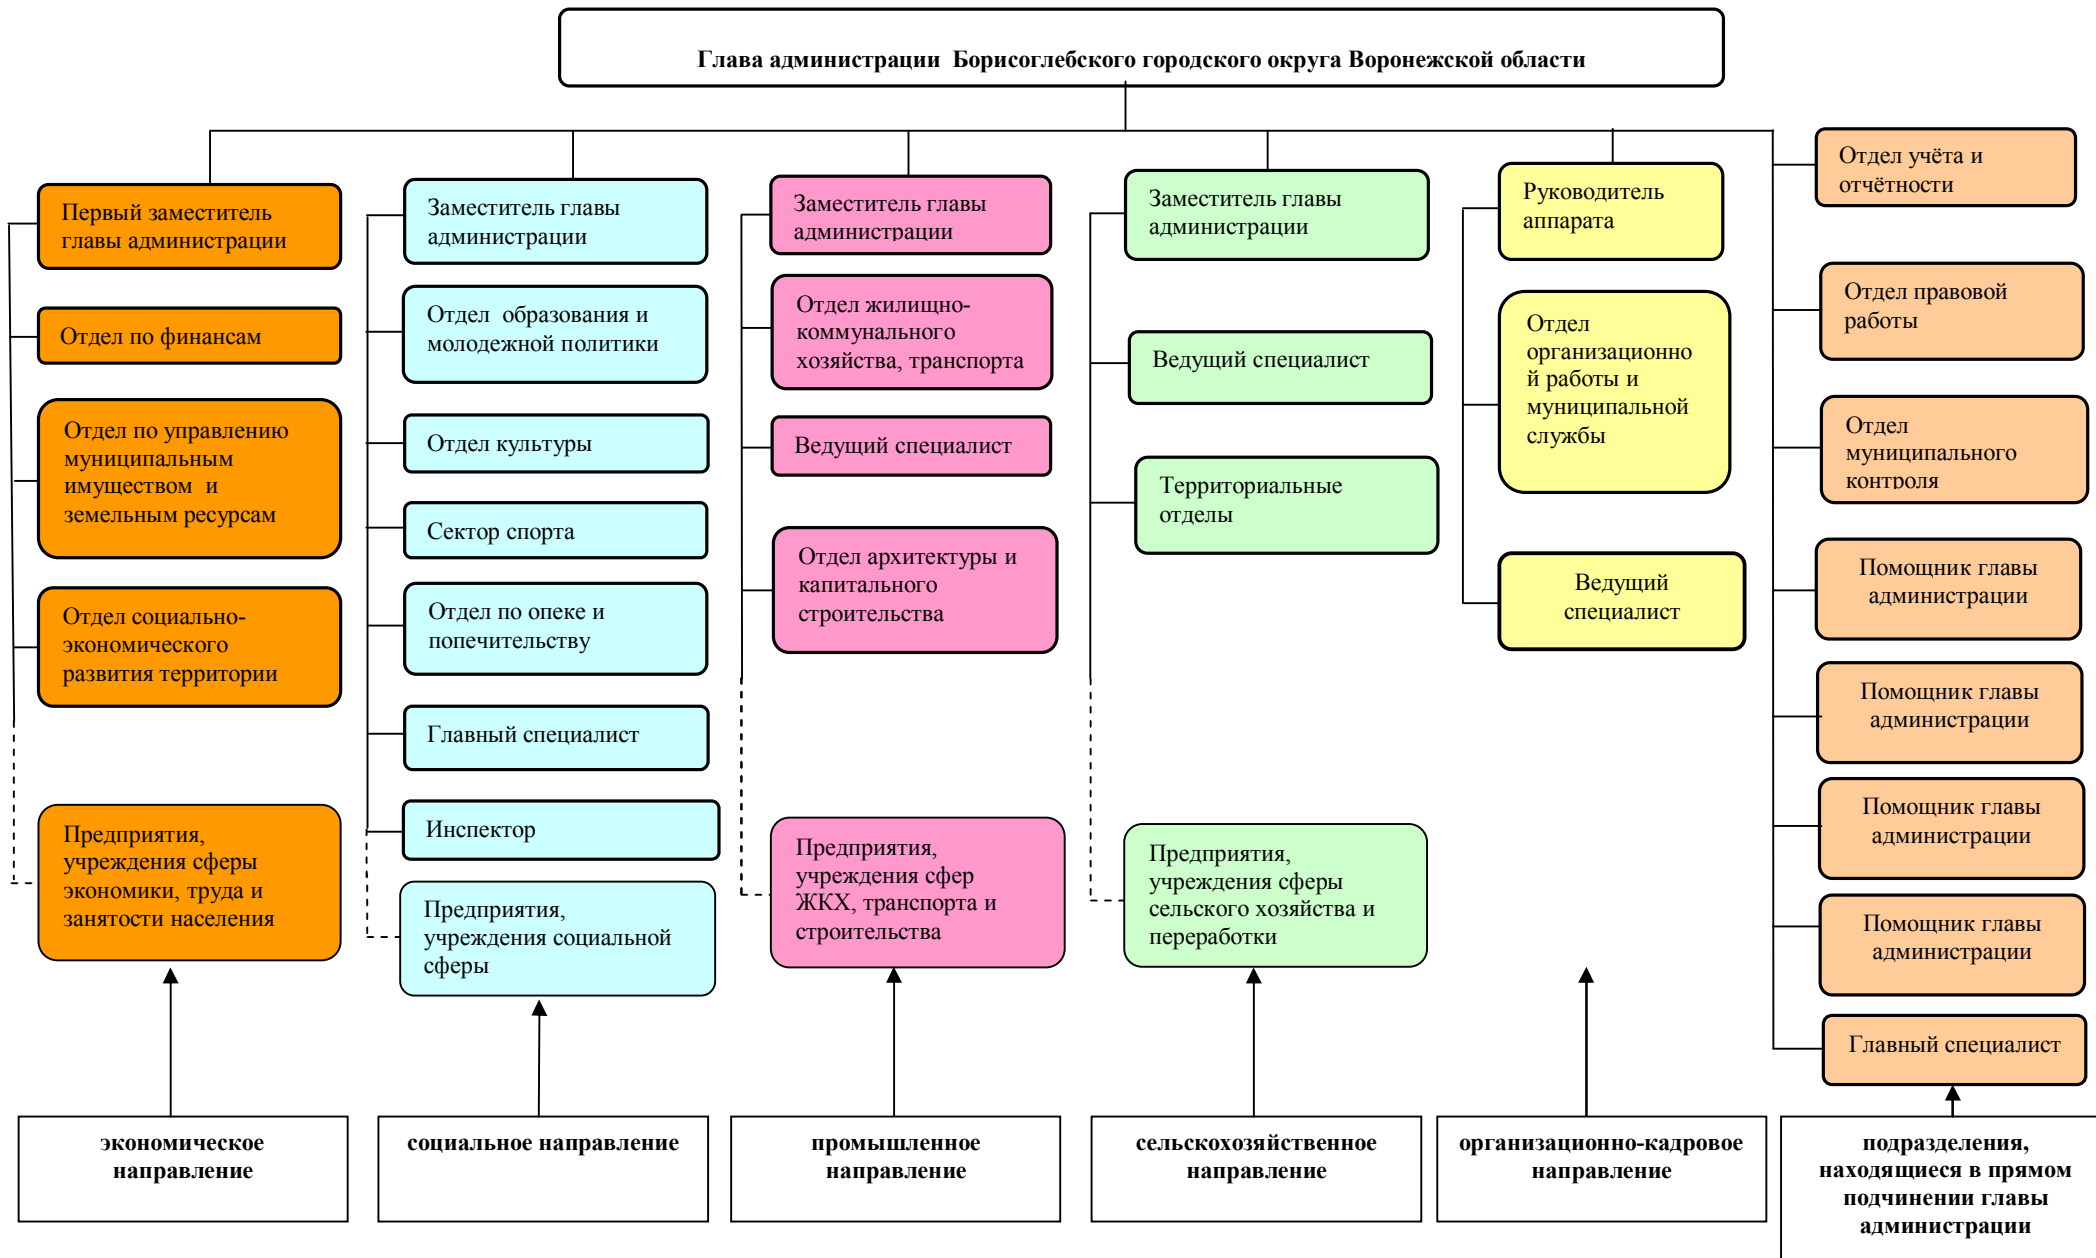 Глава администрации Борисоглебского городского округа Воронежской области
Первый заместитель
главы администрации
Отдел по финансам
Отдел по управлению
муниципальным
имуществом и
земельным ресурсам
Отдел социально-
экономического
развития территории
Предприятия,
учреждения сферы
экономики, труда и
занятости населения
экономическое
направление
Заместитель главы
администрации
Отдел образования и
молодежной политики
Отдел культуры
Сектор спорта
Отдел по опеке и
попечительству
Главный специалист
Инспектор
Предприятия,
учреждения социальной
сферы
социальное направление
Заместитель главы
администрации
Отдел жилищно-
коммунального
хозяйства, транспорта
Ведущий специалист
Отдел архитектуры и
капитального
строительства
Предприятия,
учреждения сфер
ЖКХ, транспорта и
строительства
промышленное
направление
Заместитель главы
администрации
Ведущий специалист
Территориальные
отделы
Предприятия,
учреждения сферы
сельского хозяйства и
переработки
сельскохозяйственное
направление
Руководитель
аппарата
Отдел
организационно
й работы и
муниципальной
службы
Ведущий
специалист
организационно-кадровое
направление
Отдел учёта и
отчётности
Отдел правовой
работы
Отдел
муниципального
контроля
Помощник главы
администрации
Помощник главы
администрации
Помощник главы
администрации
Помощник главы
администрации
Главный специалист
подразделения,
находящиеся в прямом
подчинении главы
администрации